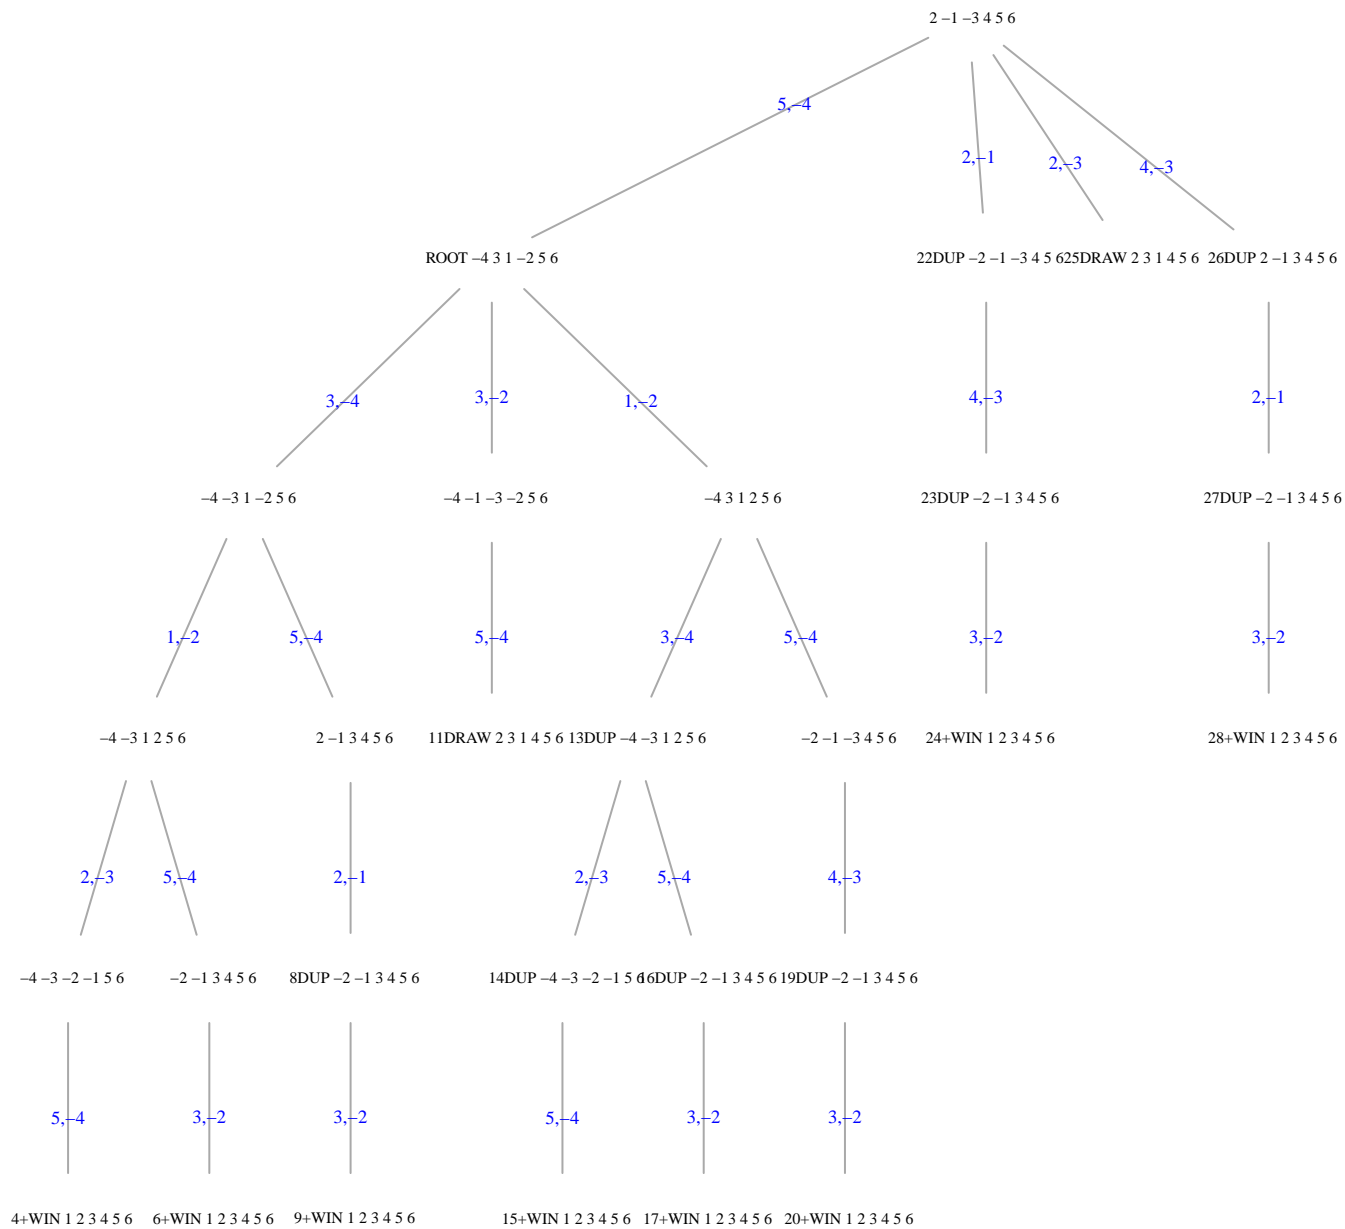 2 –1 –3 4 5 6
5,–4
2,–1
2,–3
4,–3
ROOT –4 3 1 –2 5 6
22DUP –2 –1 –3 4 5 6
25DRAW 2 3 1 4 5 6
26DUP 2 –1 3 4 5 6
3,–4
3,–2
1,–2
4,–3
2,–1
–4 –3 1 –2 5 6
–4 –1 –3 –2 5 6
–4 3 1 2 5 6
23DUP –2 –1 3 4 5 6
27DUP –2 –1 3 4 5 6
1,–2
5,–4
5,–4
3,–4
5,–4
3,–2
3,–2
–4 –3 1 2 5 6
2 –1 3 4 5 6
11DRAW 2 3 1 4 5 6
13DUP –4 –3 1 2 5 6
–2 –1 –3 4 5 6
24+WIN 1 2 3 4 5 6
28+WIN 1 2 3 4 5 6
2,–3
5,–4
2,–1
2,–3
5,–4
4,–3
–4 –3 –2 –1 5 6
–2 –1 3 4 5 6
8DUP –2 –1 3 4 5 6
14DUP –4 –3 –2 –1 5 6
16DUP –2 –1 3 4 5 6
19DUP –2 –1 3 4 5 6
5,–4
3,–2
3,–2
5,–4
3,–2
3,–2
4+WIN 1 2 3 4 5 6
6+WIN 1 2 3 4 5 6
9+WIN 1 2 3 4 5 6
15+WIN 1 2 3 4 5 6
17+WIN 1 2 3 4 5 6
20+WIN 1 2 3 4 5 6